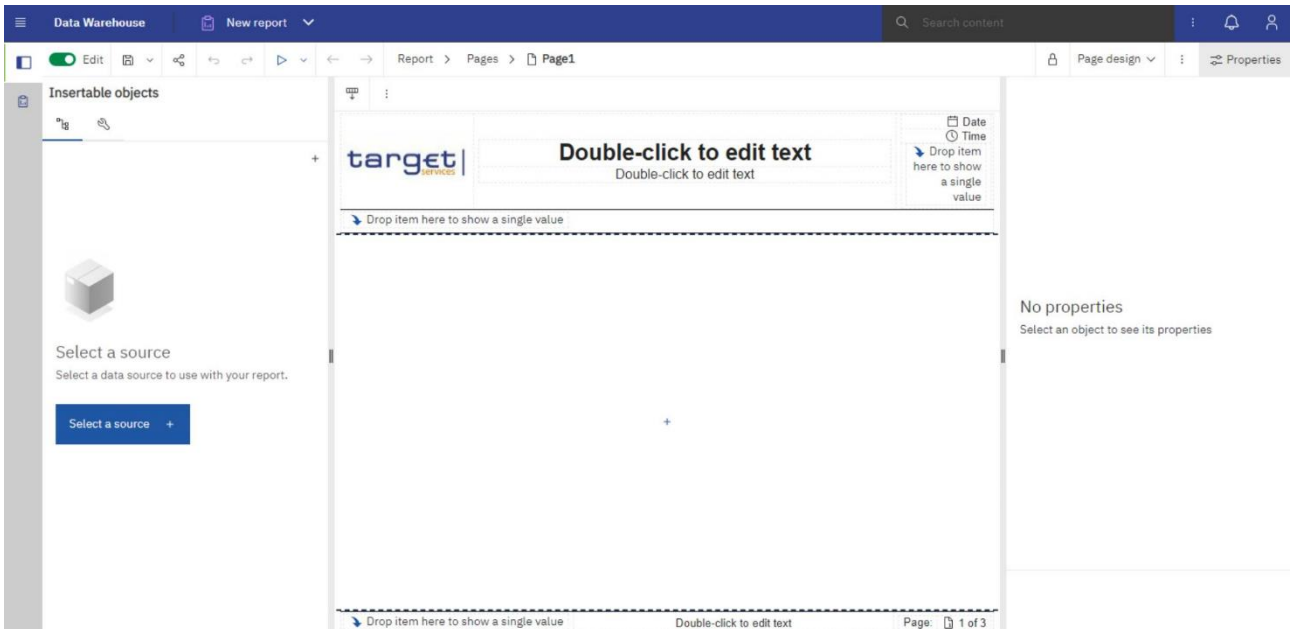 Data Warehouse
New report
Search content
Edit
Report > Pages > Page1
Page design
Properties
Insertable objects
Select a source
Select a data source to use with your report.
Select a source +
target|
services
Double-click to edit text
Double-click to edit text
Date
Time
Drop item
here to show
a single
value
Drop item here to show a single value
Drop item here to show a single value
Double-click to edit text
Page: 1 of 3
No properties
Select an object to see its properties